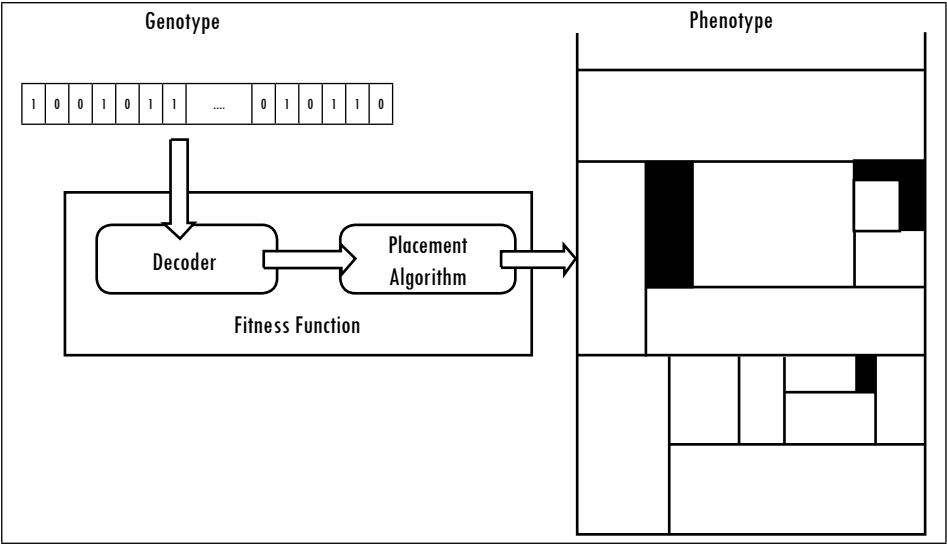 Genotype
Phenotype
1 0 0 1 0 1 1 .... 0 1 0 1 1 0
Decoder
Placement
Algorithm
Fitness Function